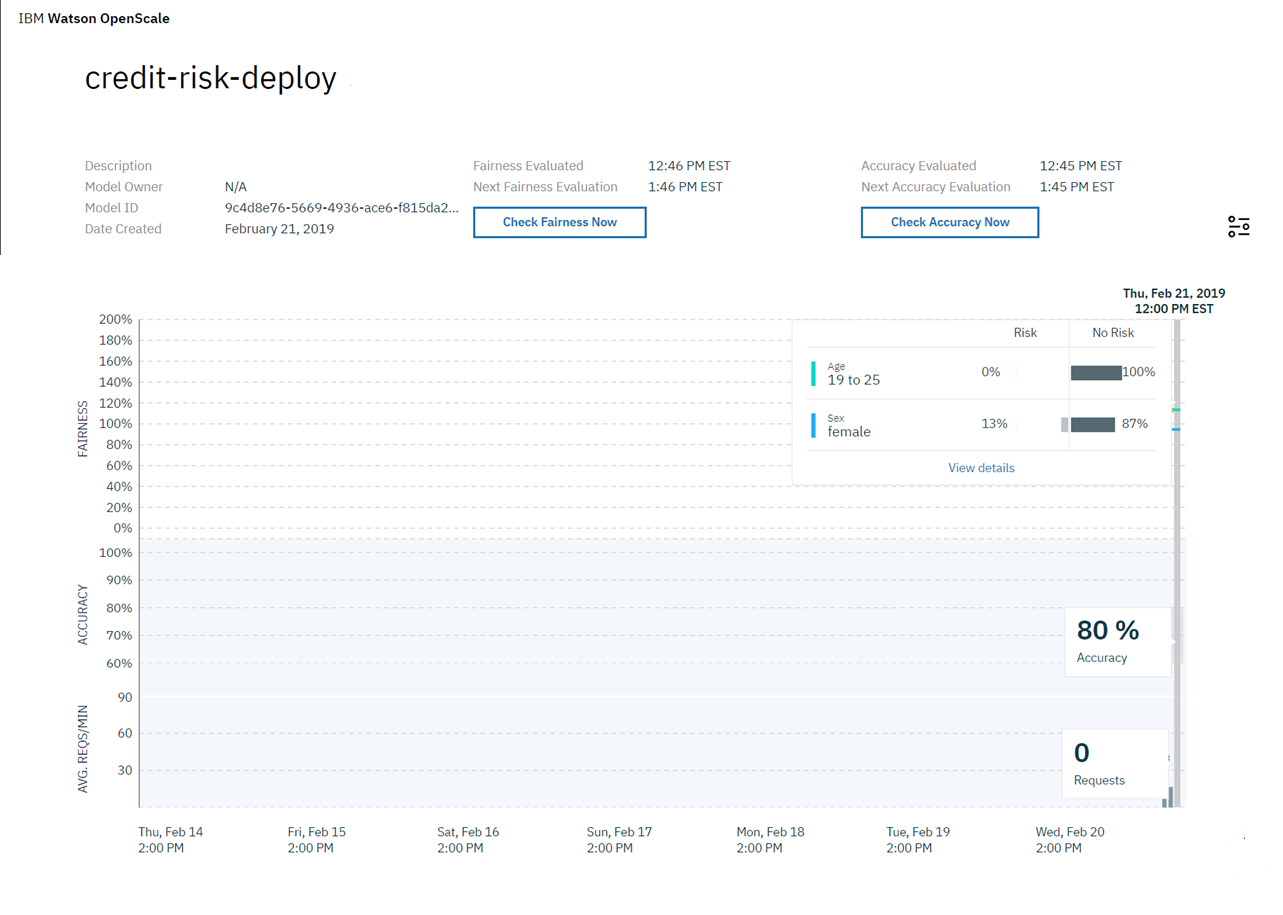 IBM Watson OpenScale
credit-risk-deploy
Description
Model Owner N/A
Model ID 9c4d8e76-5669-4936-ace6-f815da2...
Date Created February 21, 2019
Fairness Evaluated 12:46 PM EST
Next Fairness Evaluation 1:46 PM EST
Check Fairness Now
Accuracy Evaluated 12:45 PM EST
Next Accuracy Evaluation 1:45 PM EST
Check Accuracy Now
Thu, Feb 21, 2019
12:00 PM EST
FAIRNESS
200%
180%
160%
140%
120%
100%
80%
60%
40%
20%
0%
Risk No Risk
Age
19 to 25 0% 100%
Sex
female 13% 87%
View details
ACCURACY
100%
90%
80%
70%
60%
80 %
Accuracy
AVG. REQS/MIN
90
60
30
0
Requests
Thu, Feb 14 Fri, Feb 15 Sat, Feb 16 Sun, Feb 17 Mon, Feb 18 Tue, Feb 19 Wed, Feb 20
2:00 PM 2:00 PM 2:00 PM 2:00 PM 2:00 PM 2:00 PM 2:00 PM